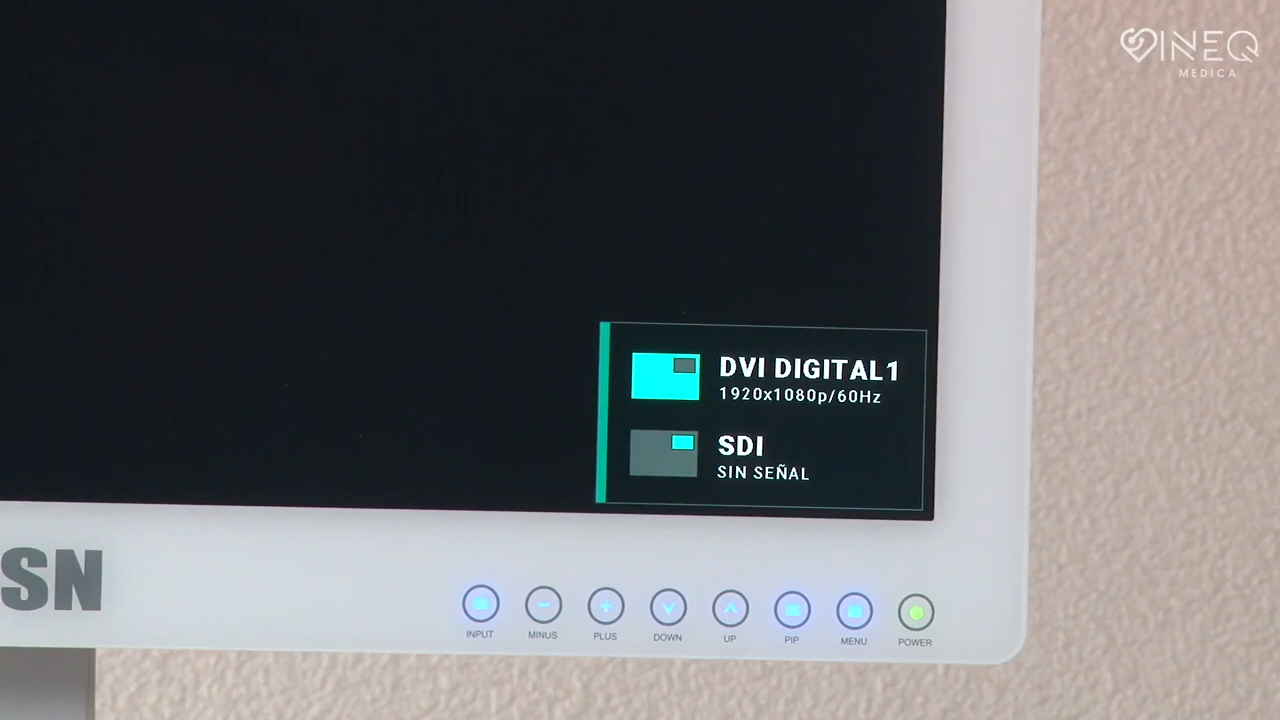 INEQ
MEDICA
DVI DIGITAL1
1920x1080p/60Hz
SDI
SIN SEÑAL
SN
INPUT
MINUS
PLUS
DOWN
UP
PIP
MENU
POWER